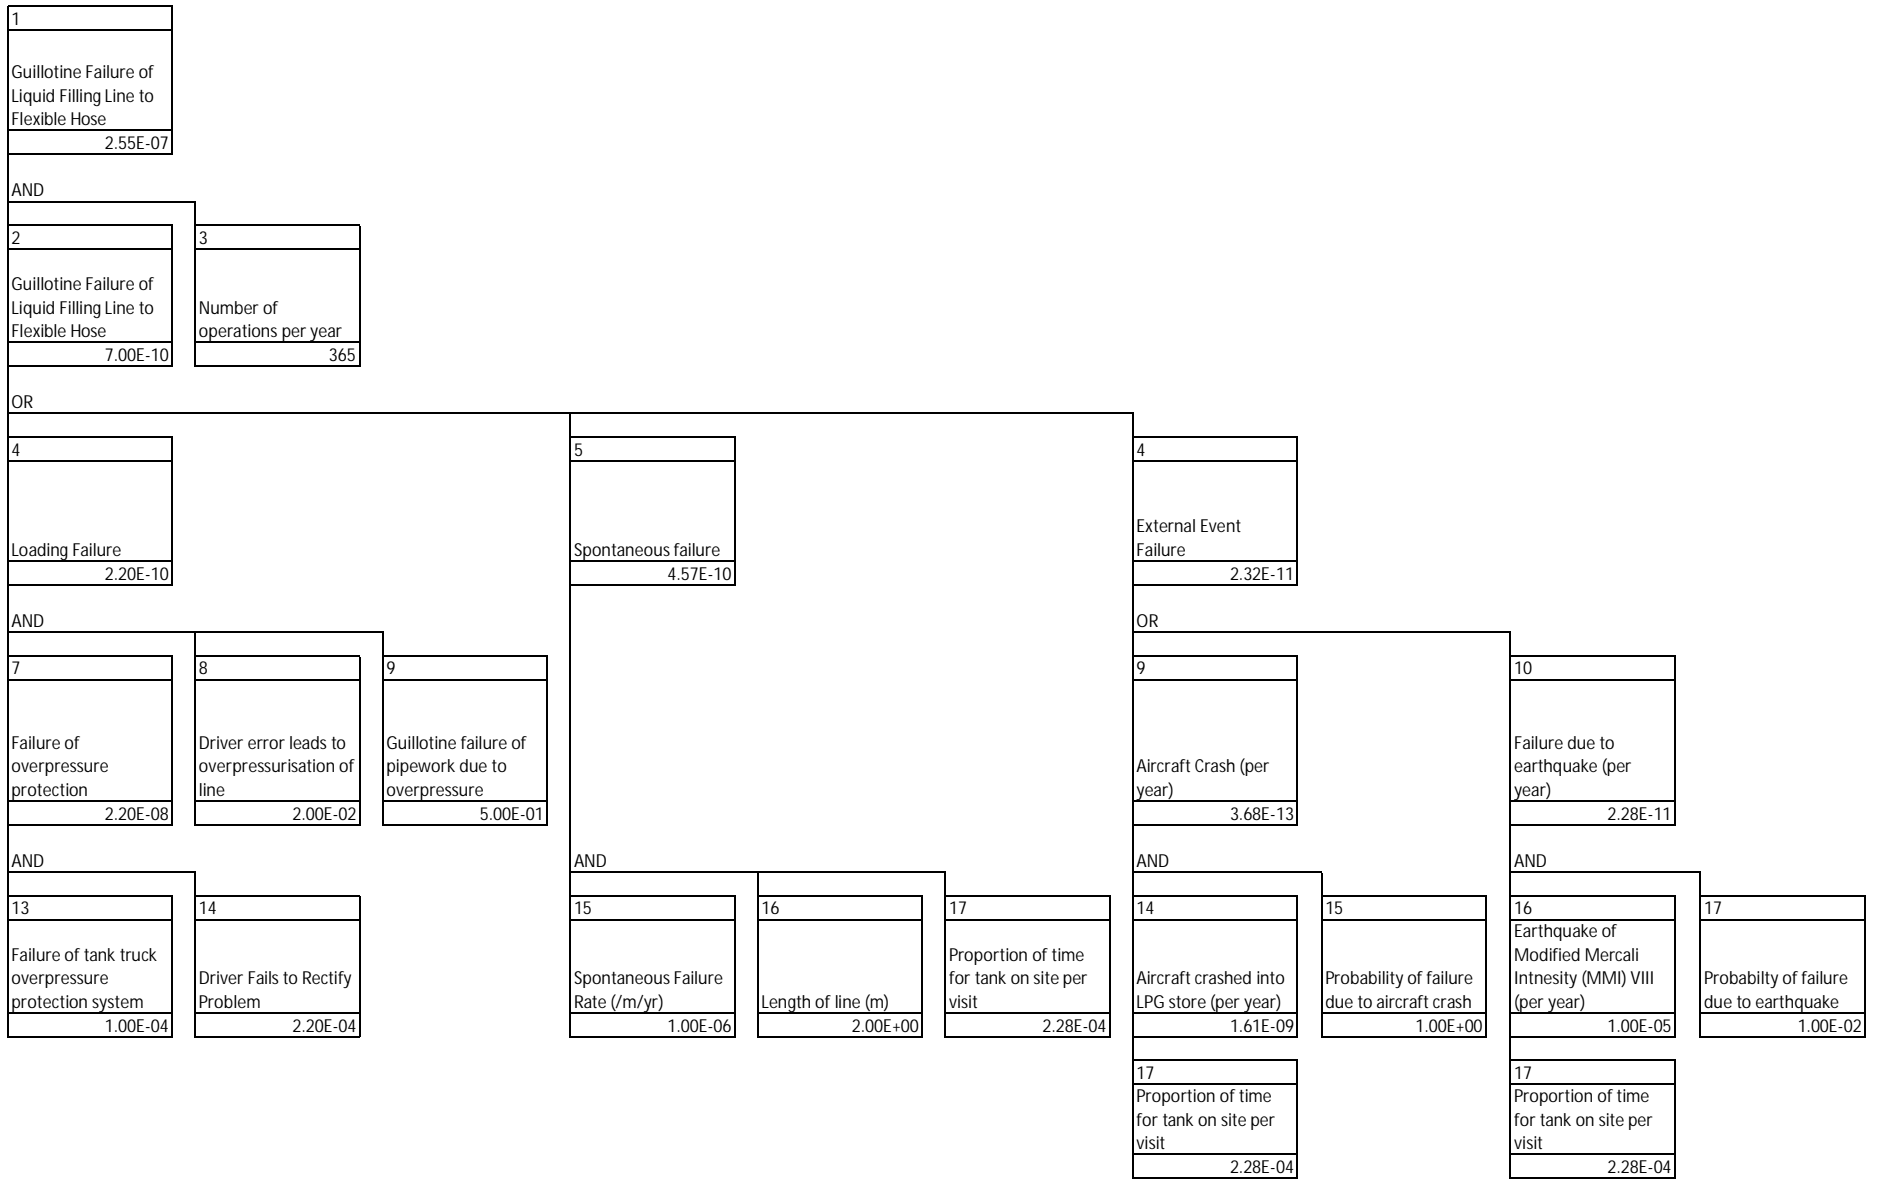 1
Guillotine Failure of
Liquid Filling Line to
Flexible Hose
2.55E-07
AND
2
Guillotine Failure of
Liquid Filling Line to
Flexible Hose
7.00E-10
3
Number of
operations per year
365
OR
4
Loading Failure
2.20E-10
5
Spontaneous failure
4.57E-10
4
External Event
Failure
2.32E-11
AND
OR
7
Failure of
overpressure
protection
2.20E-08
8
Driver error leads to
overpressurisation of
line
2.00E-02
9
Guillotine failure of
pipework due to
overpressure
5.00E-01
9
Aircraft Crash (per
year)
3.68E-13
10
Failure due to
earthquake (per
year)
2.28E-11
AND
AND
AND
AND
13
Failure of tank truck
overpressure
protection system
1.00E-04
14
Driver Fails to Rectify
Problem
2.20E-04
15
Spontaneous Failure
Rate (/m/yr)
1.00E-06
16
Length of line (m)
2.00E+00
17
Proportion of time
for tank on site per
visit
2.28E-04
14
Aircraft crashed into
LPG store (per year)
1.61E-09
15
Probability of failure
due to aircraft crash
1.00E+00
16
Earthquake of
Modified Mercali
Intnesity (MMI) VIII
(per year)
1.00E-05
17
Probabilty of failure
due to earthquake
1.00E-02
17
Proportion of time
for tank on site per
visit
2.28E-04
17
Proportion of time
for tank on site per
visit
2.28E-04